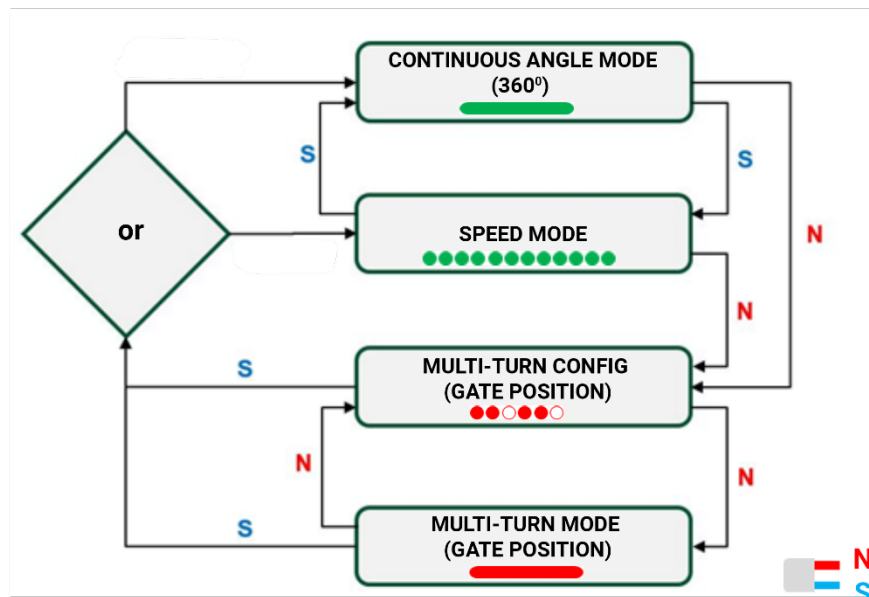 CONTINUOUS ANGLE MODE
(360⁰)
S
S
or
SPEED MODE
N
N
S
MULTI-TURN CONFIG
(GATE POSITION)
N
N
S
MULTI-TURN MODE
(GATE POSITION)
N
S